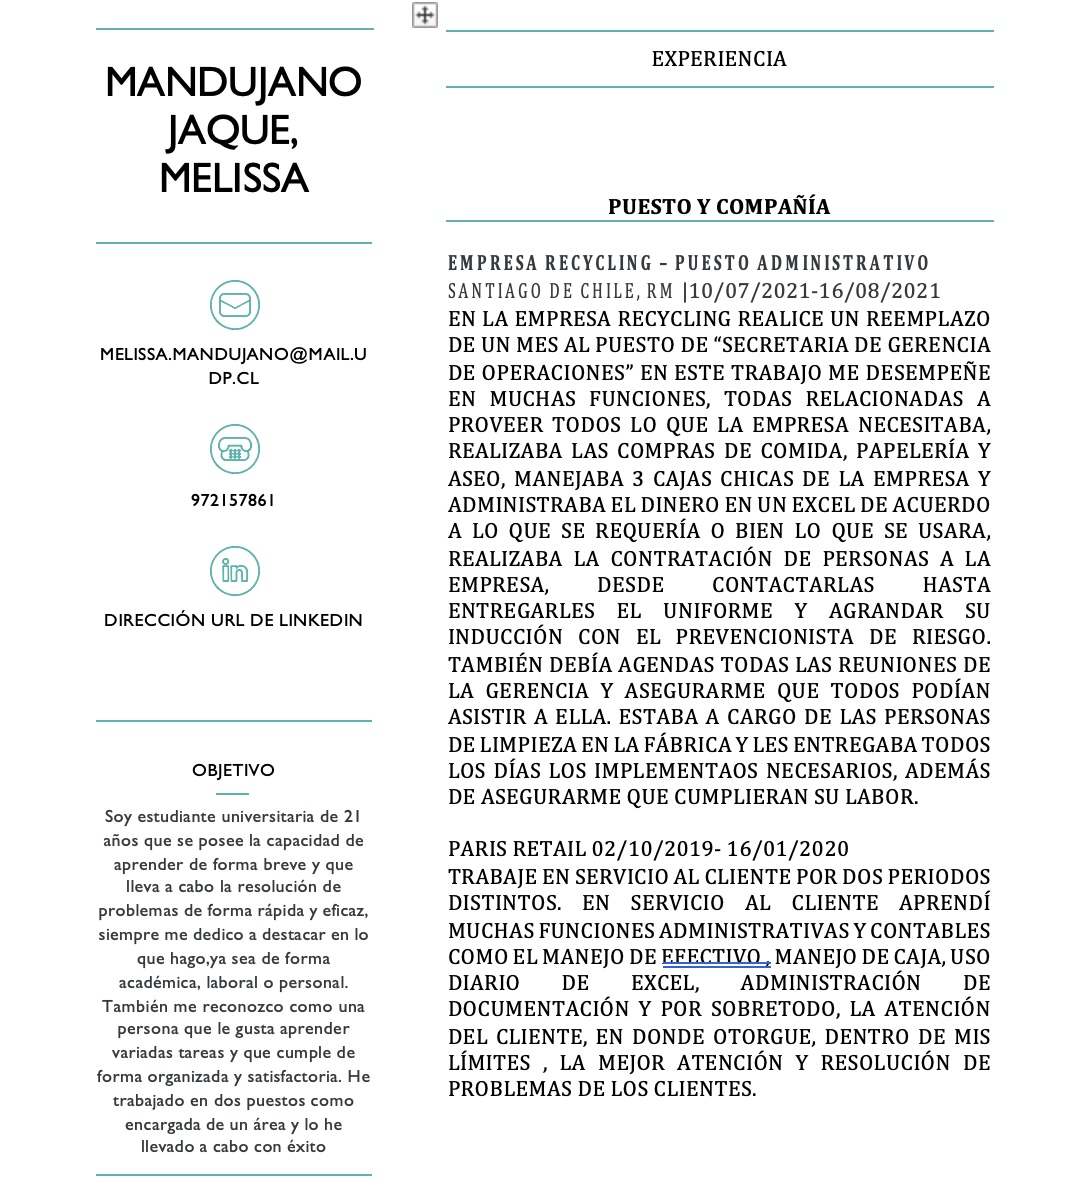 MANDUJANO
JAQUE,
MELISSA
MELISSA.MANDUJANO@MAIL.U
DP.CL
972157861
in
DIRECCIÓN URL DE LINKEDIN
OBJETIVO
Soy estudiante universitaria de 21
años que se posee la capacidad de
aprender de forma breve y que
lleva a cabo la resolución de
problemas de forma rápida y eficaz,
siempre me dedico a destacar en lo
que hago,ya sea de forma
académica, laboral o personal.
También me reconozco como una
persona que le gusta aprender
variadas tareas y que cumple de
forma organizada y satisfactoria. He
trabajado en dos puestos como
encargada de un área y lo he
llevado a cabo con éxito
EXPERIENCIA
PUESTO Y COMPAÑÍA
EMPRESA RECYCLING – PUESTO ADMINISTRATIVO
SANTIAGO DE CHILE, RM |10/07/2021-16/08/2021
EN LA EMPRESA RECYCLING REALICE UN REEMPLAZO
DE UN MES AL PUESTO DE “SECRETARIA DE GERENCIA
DE OPERACIONES” EN ESTE TRABAJO ME DESEMPEÑE
EN MUCHAS FUNCIONES, TODAS RELACIONADAS A
PROVEER TODOS LO QUE LA EMPRESA NECESITABA,
REALIZABA LAS COMPRAS DE COMIDA, PAPELERÍA Y
ASEO, MANEJABA 3 CAJAS CHICAS DE LA EMPRESA Y
ADMINISTRABA EL DINERO EN UN EXCEL DE ACUERDO
A LO QUE SE REQUERÍA O BIEN LO QUE SE USARA,
REALIZABA LA CONTRATACIÓN DE PERSONAS A LA
EMPRESA, DESDE CONTACTARLAS HASTA
ENTREGARLES EL UNIFORME Y AGRANDAR SU
INDUCCIÓN CON EL PREVENCIONISTA DE RIESGO.
TAMBIÉN DEBÍA AGENDAS TODAS LAS REUNIONES DE
LA GERENCIA Y ASEGURARME QUE TODOS PODÍAN
ASISTIR A ELLA. ESTABA A CARGO DE LAS PERSONAS
DE LIMPIEZA EN LA FÁBRICA Y LES ENTREGABA TODOS
LOS DÍAS LOS IMPLEMENTAOS NECESARIOS, ADEMÁS
DE ASEGURARME QUE CUMPLIERAN SU LABOR.
PARIS RETAIL 02/10/2019- 16/01/2020
TRABAJE EN SERVICIO AL CLIENTE POR DOS PERIODOS
DISTINTOS. EN SERVICIO AL CLIENTE APRENDÍ
MUCHAS FUNCIONES ADMINISTRATIVAS Y CONTABLES
COMO EL MANEJO DE EFECTIVO , MANEJO DE CAJA, USO
DIARIO DE EXCEL, ADMINISTRACIÓN DE
DOCUMENTACIÓN Y POR SOBRETODO, LA ATENCIÓN
DEL CLIENTE, EN DONDE OTORGUE, DENTRO DE MIS
LÍMITES , LA MEJOR ATENCIÓN Y RESOLUCIÓN DE
PROBLEMAS DE LOS CLIENTES.